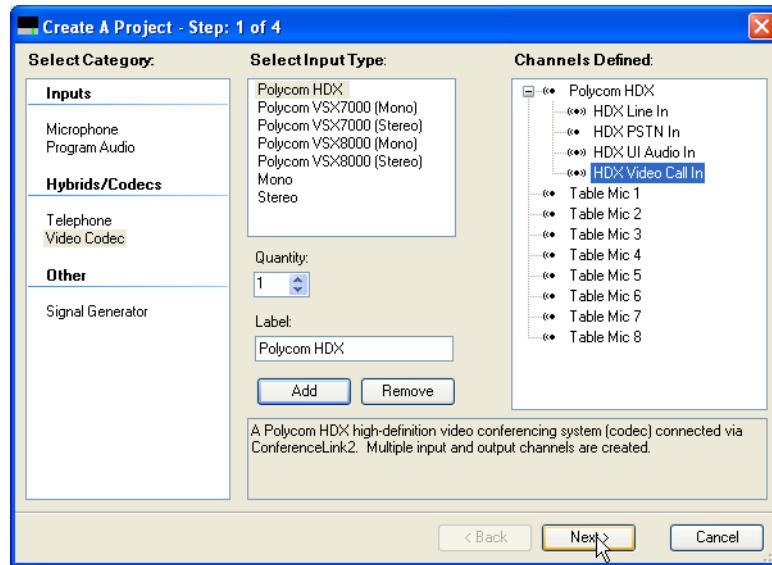 Create A Project - Step: 1 of 4
Select Category:
Inputs
Microphone
Program Audio
Hybrids/Codecs
Telephone
Video Codec
Other
Signal Generator
Select Input Type:
Polycom HDX
Polycom VSX7000 (Mono)
Polycom VSX7000 (Stereo)
Polycom VSX8000 (Mono)
Polycom VSX8000 (Stereo)
Mono
Stereo
Quantity:
1
Label:
Polycom HDX
Add
Remove
Channels Defined:
Polycom HDX
HDX Line In
HDX PSTN In
HDX UI Audio In
HDX Video Call In
Table Mic 1
Table Mic 2
Table Mic 3
Table Mic 4
Table Mic 5
Table Mic 6
Table Mic 7
Table Mic 8
A Polycom HDX high-definition video conferencing system (codec) connected via
ConferenceLink2. Multiple input and output channels are created.
< Back
Next >
Cancel